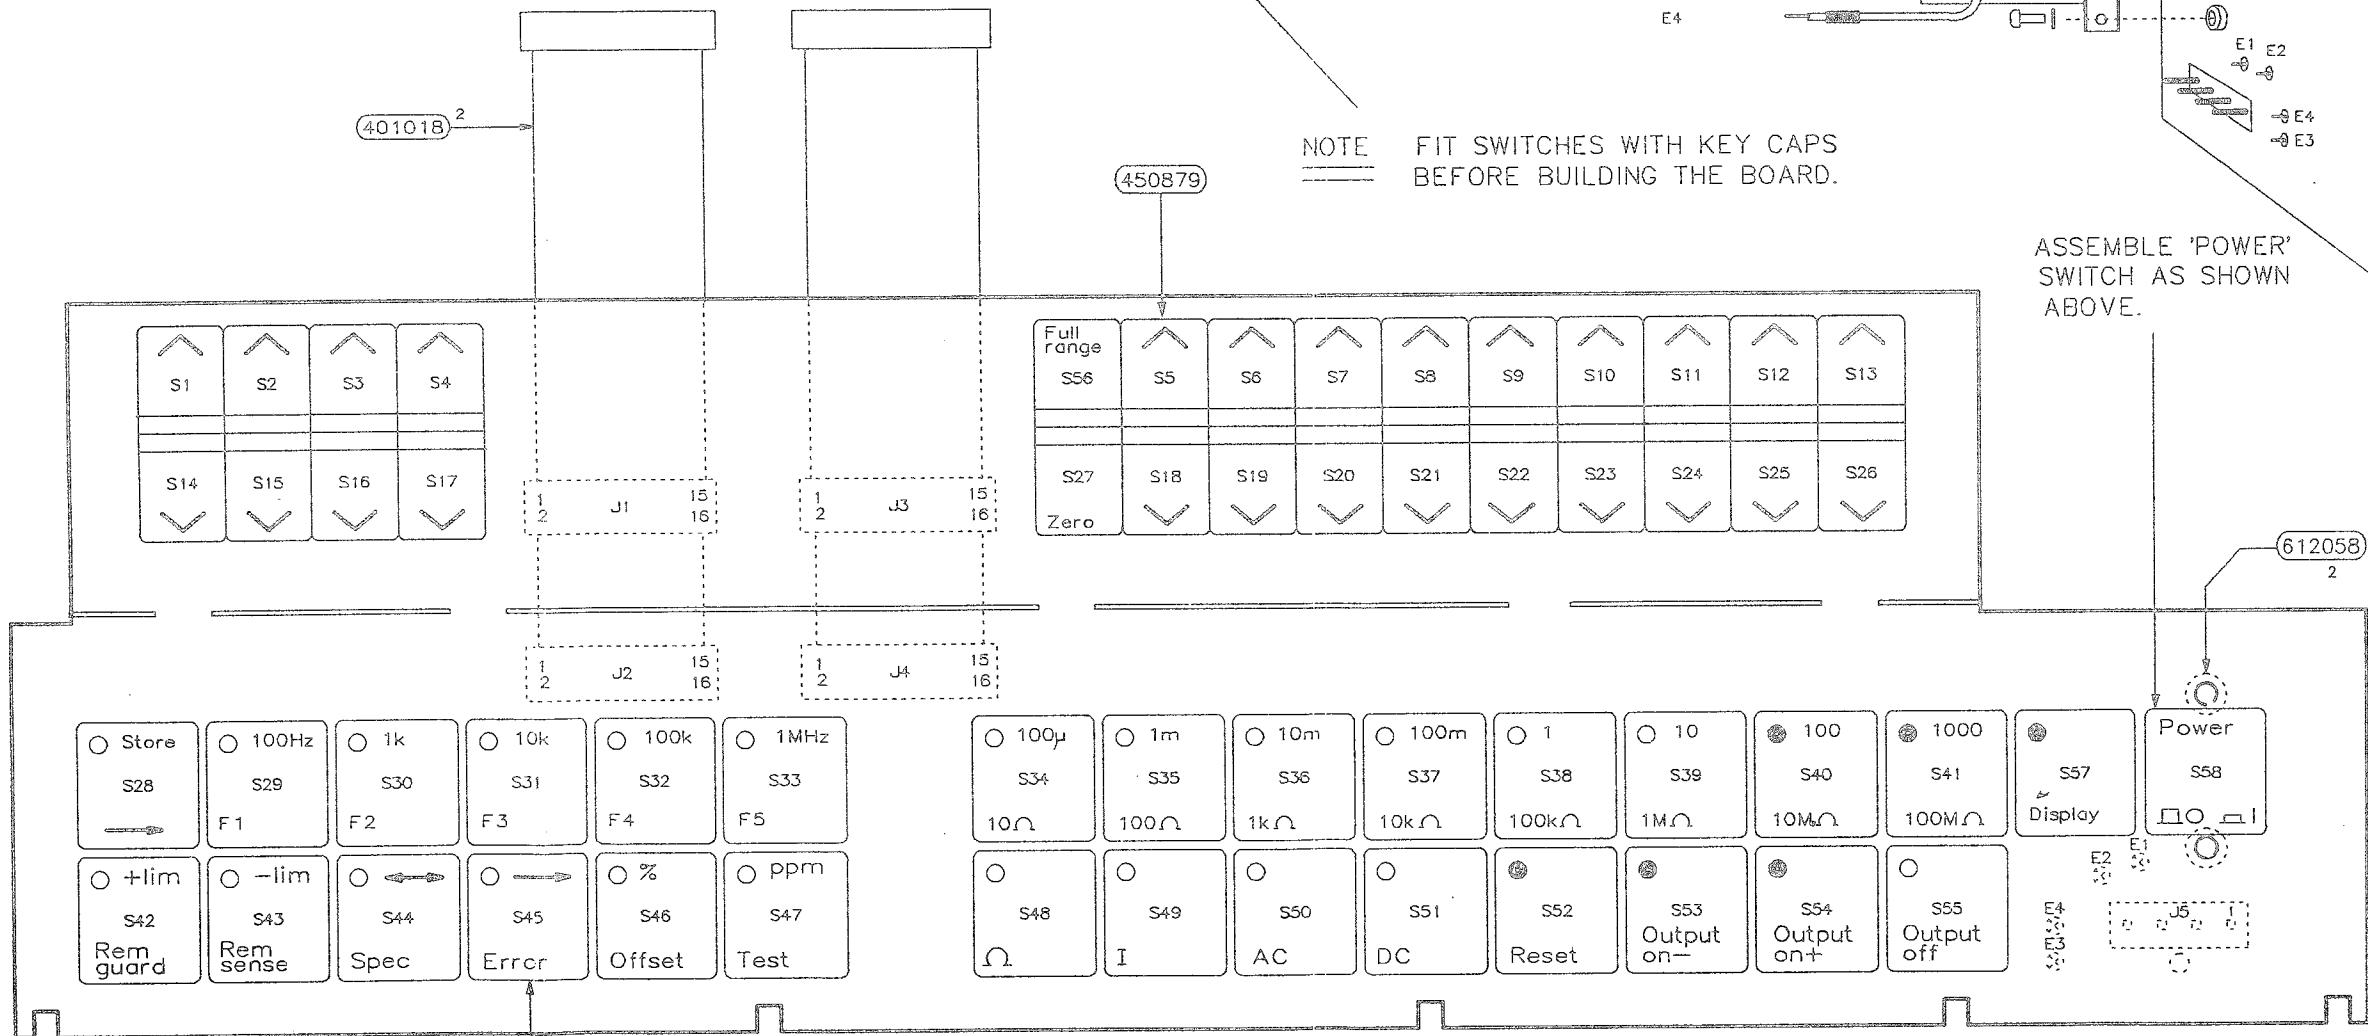 E4
E1 E2
E4
E3
401018 2
NOTE FIT SWITCHES WITH KEY CAPS
BEFORE BUILDING THE BOARD.
450879
ASSEMBLE 'POWER'
SWITCH AS SHOWN
ABOVE.
S1 S2 S3 S4
S14 S15 S16 S17
1 15
2 J1 16
1 15
2 J3 16
Full
range
S56 S5 S6 S7 S8 S9 S10 S11 S12 S13
S27 S18 S19 S20 S21 S22 S23 S24 S25 S26
Zero
612058
2
1 15
2 J2 16
1 15
2 J4 16
Store 100Hz 1k 10k 100k 1MHz
S28 S29 S30 S31 S32 S33
F1 F2 F3 F4 F5
100µ 1m 10m 100m 1 10 100 1000 Power
S34 S35 S36 S37 S38 S39 S40 S41 S57 S58
10Ω 100Ω 1kΩ 10kΩ 100kΩ 1MΩ 10MΩ 100MΩ Display
+lim -lim % ppm
S42 S43 S44 S45 S46 S47
Rem
guard
Rem
sense
Spec Error Offset Test
S48 S49 S50 S51 S52 S53 S54 S55
Ω I AC DC Reset
Output
on-
Output
on+
Output
off
E2 E1
E4
E3
J5 1